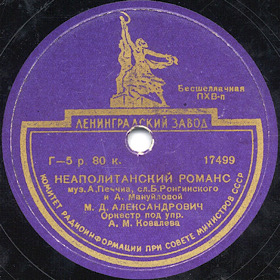 Бесшеллачная
ПХВ-п
ЛЕНИНГРАДСКИЙ ЗАВОД
Г-5 р. 80 к. 17499
НЕАПОЛИТАНСКИЙ РОМАНС
муз. А. Печчиа, сл. Б. Ронгинского
и А. Мануйловой
М. Д. АЛЕКСАНДРОВИЧ
Оркестр под упр.
А. М. Ковалева
КОМИТЕТ РАДИОИНФОРМАЦИИ ПРИ СОВЕТЕ МИНИСТРОВ СССР